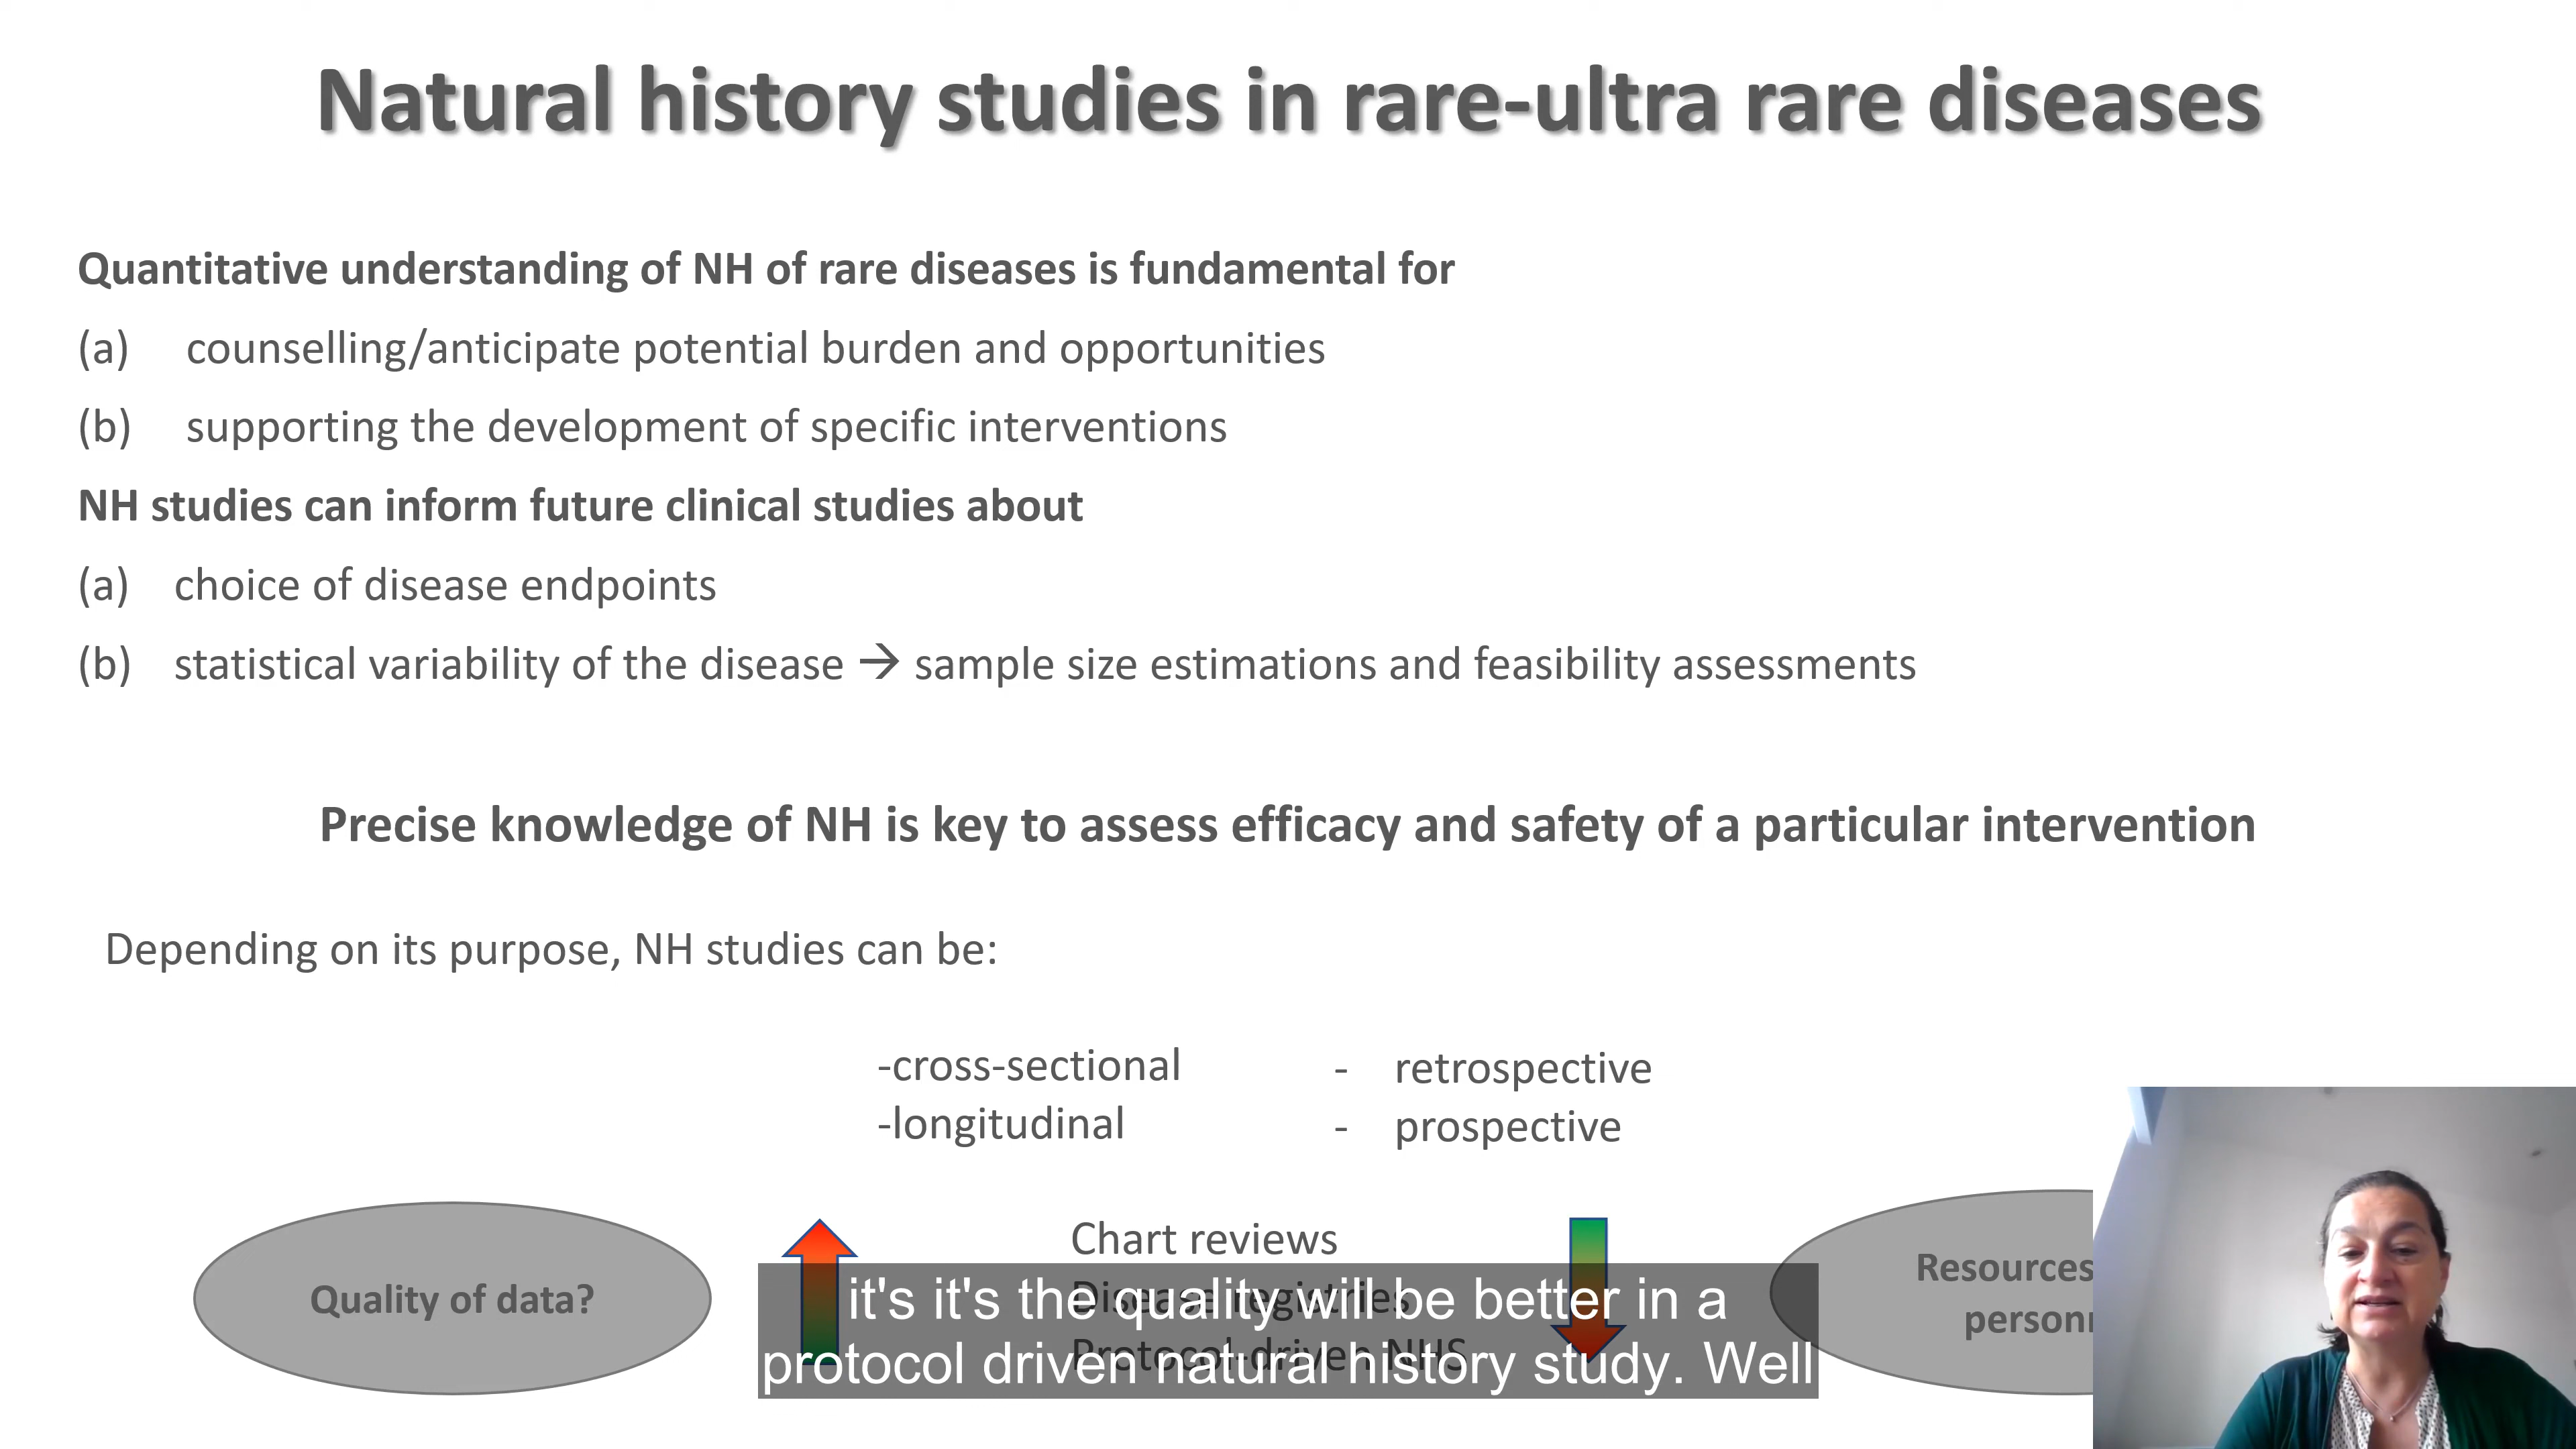 Natural history studies in rare-ultra rare diseases
Quantitative understanding of NH of rare diseases is fundamental for
(a) counselling/anticipate potential burden and opportunities
(b) supporting the development of specific interventions
NH studies can inform future clinical studies about
(a) choice of disease endpoints
(b) statistical variability of the disease → sample size estimations and feasibility assessments
Precise knowledge of NH is key to assess efficacy and safety of a particular intervention
Depending on its purpose, NH studies can be:
-cross-sectional
-longitudinal
- retrospective
- prospective
Quality of data?
Chart reviews
Disease registries
Protocol-driven NHS
Resources
it's it's the quality will be better in a
protocol driven natural history study. Well